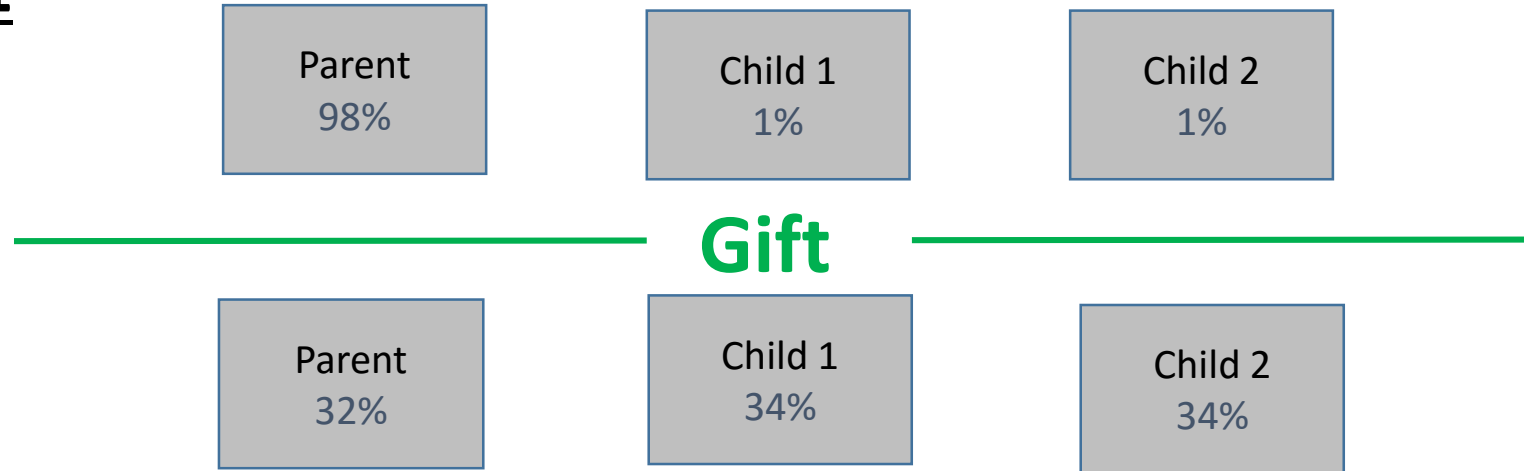 Parent
98%
Child 1
1%
Child 2
1%
Gift
Parent
32%
Child 1
34%
Child 2
34%